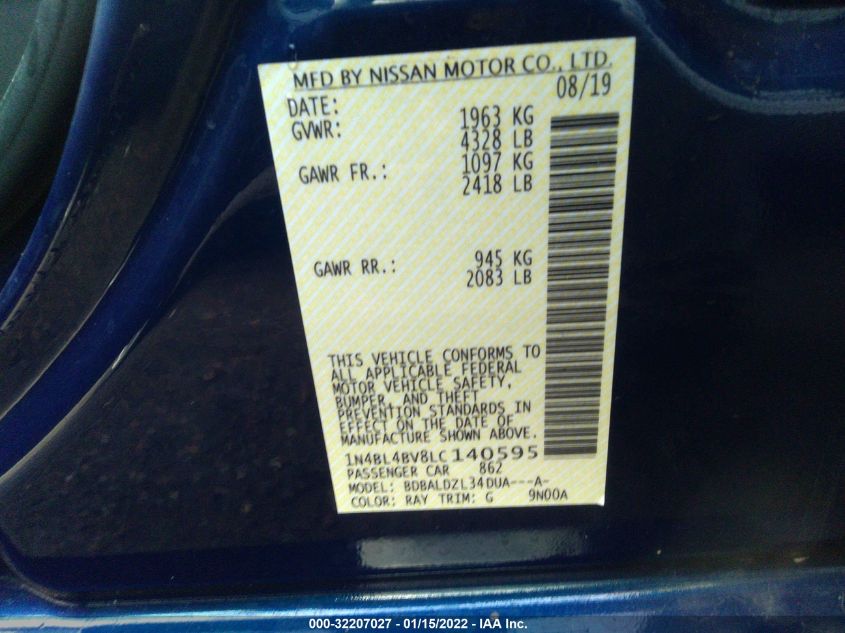 MFD BY NISSAN MOTOR CO., LTD.
DATE: 08/19
GVWR: 1963 KG
4328 LB
GAWR FR.: 1097 KG
2418 LB
GAWR RR.: 945 KG
2083 LB
THIS VEHICLE CONFORMS TO
ALL APPLICABLE FEDERAL
MOTOR VEHICLE SAFETY,
BUMPER, AND THEFT
PREVENTION STANDARDS IN
EFFECT ON THE DATE OF
MANUFACTURE SHOWN ABOVE.
1N4BL4BV8LC140595
PASSENGER CAR 862
MODEL: BDBALDZL34DUA---A-
COLOR: RAY TRIM: G 9N00A
000-32207027 - 01/15/2022 - IAA Inc.